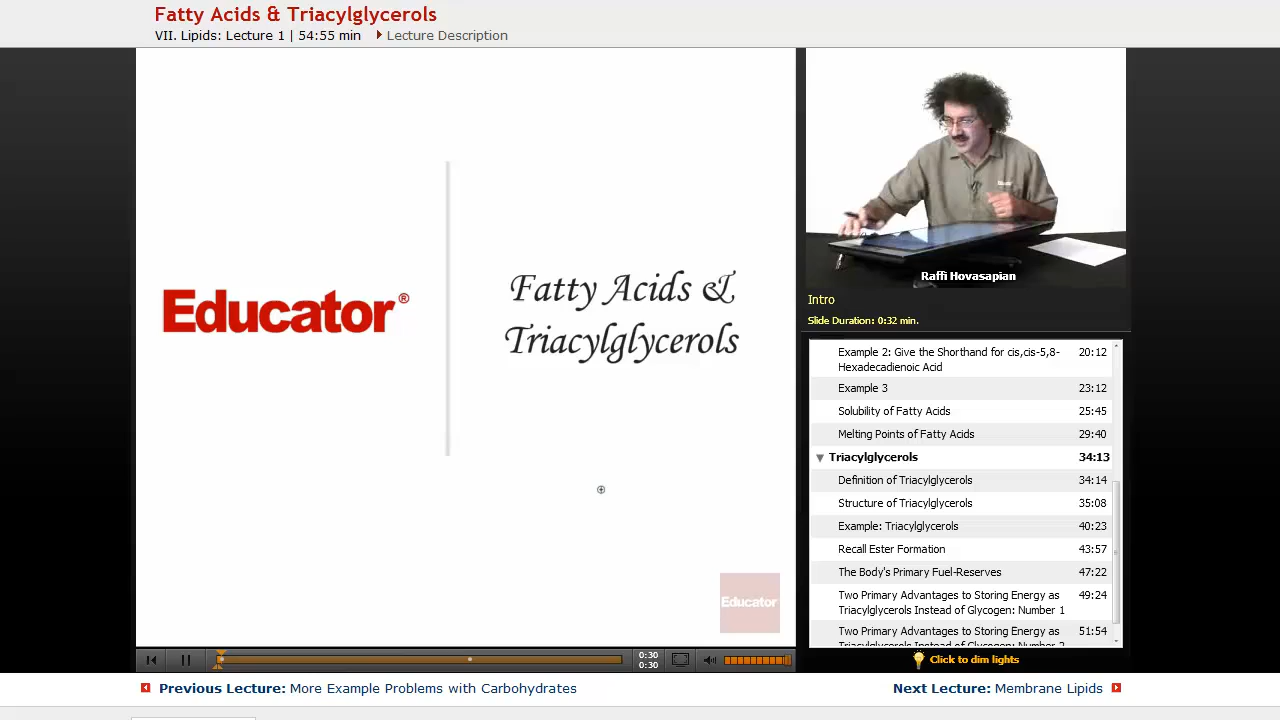 Fatty Acids & Triacylglycerols
VII. Lipids: Lecture 1 | 54:55 min
Lecture Description
Educator®
Fatty Acids &
Triacylglycerols
Educator
Raffi Hovasapian
Intro
Slide Duration: 0:32 min.
Example 2: Give the Shorthand for cis,cis-5,8- 20:12
Hexadecadienoic Acid
Example 3 23:12
Solubility of Fatty Acids 25:45
Melting Points of Fatty Acids 29:40
Triacylglycerols 34:13
Definition of Triacylglycerols 34:14
Structure of Triacylglycerols 35:08
Example: Triacylglycerols 40:23
Recall Ester Formation 43:57
The Body's Primary Fuel-Reserves 47:22
Two Primary Advantages to Storing Energy as 49:24
Triacylglycerols Instead of Glycogen: Number 1
Two Primary Advantages to Storing Energy as 51:54
Triacylglycerols Instead of Glycogen: Number 2
0:30
0:30
Click to dim lights
Previous Lecture: More Example Problems with Carbohydrates
Next Lecture: Membrane Lipids